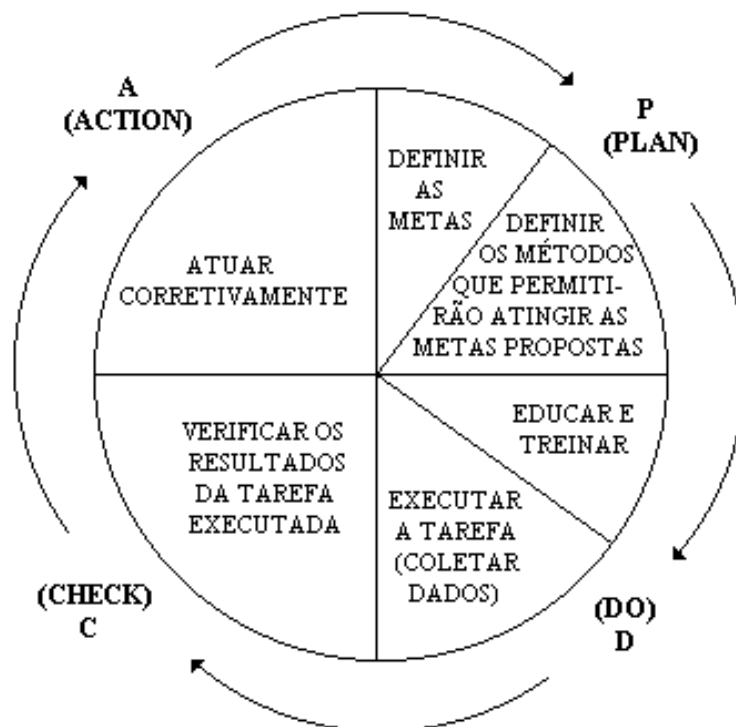 A
(ACTION)
P
(PLAN)
DEFINIR
AS
METAS
DEFINIR
OS MÉTODOS
QUE PERMITI-
RÃO ATINGIR AS
METAS PROPOSTAS
ATUAR
CORRETIVAMENTE
EDUCAR E
TREINAR
VERIFICAR OS
RESULTADOS
DA TAREFA
EXECUTADA
EXECUTAR
A TAREFA
(COLETAR
DADOS)
(CHECK)
C
(DO)
D